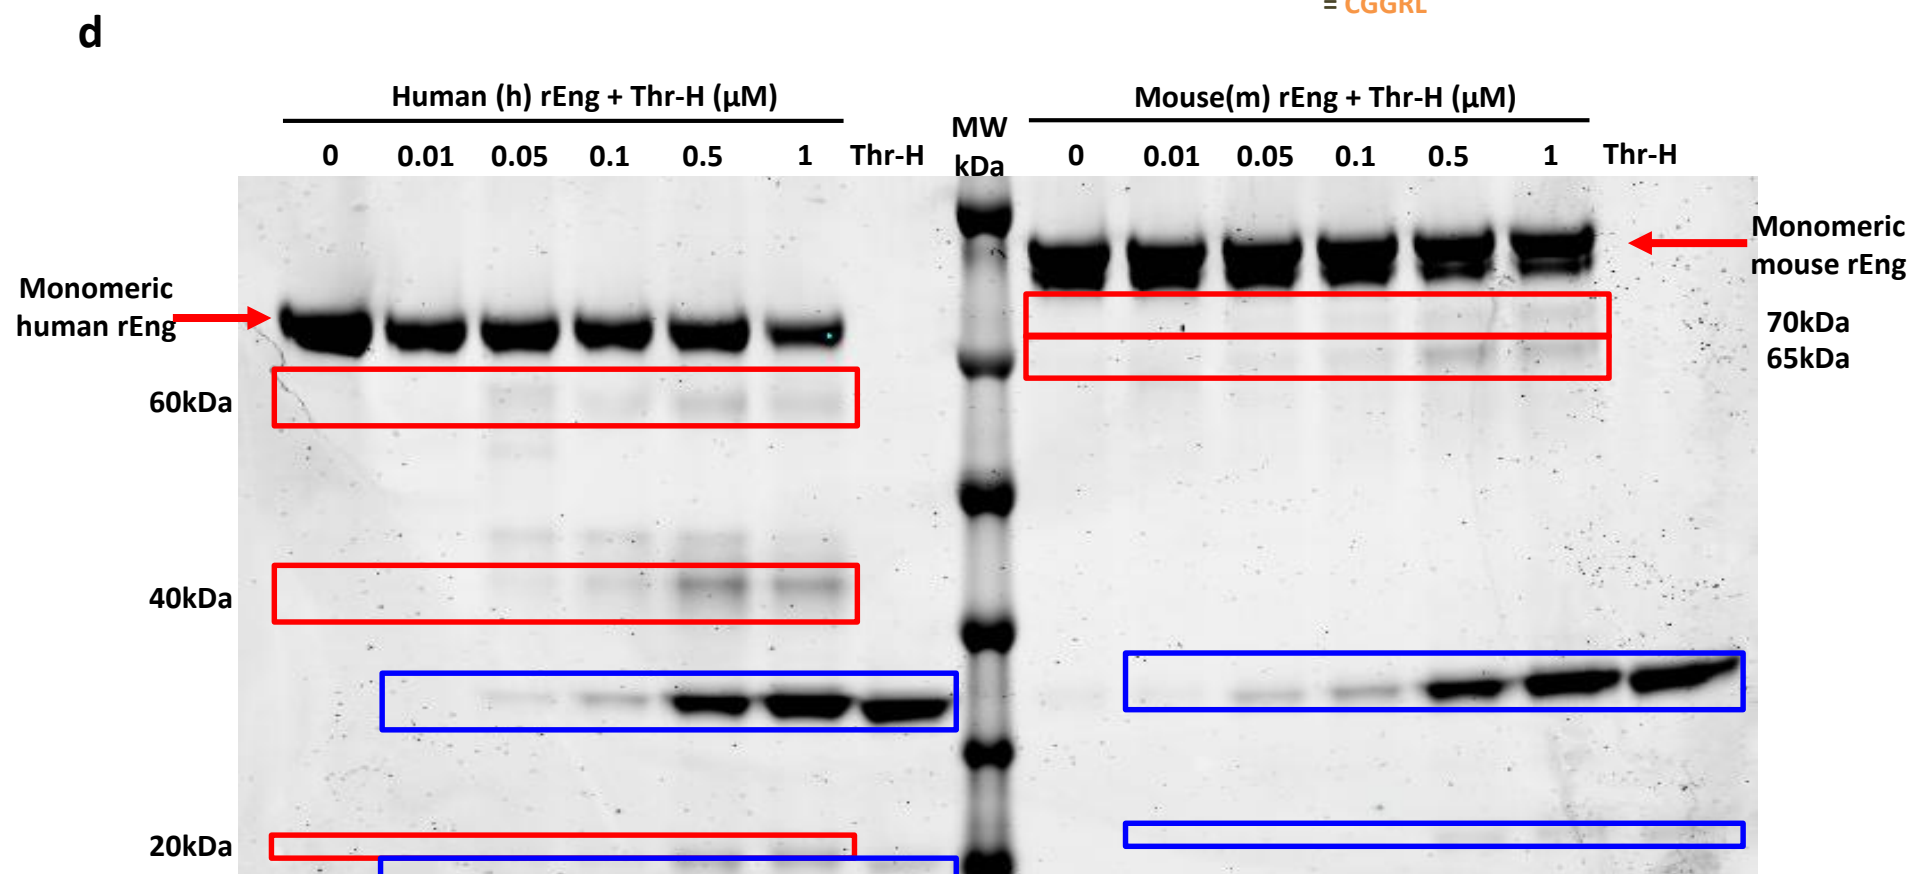 = CGGRL
d
Human (h) rEng + Thr-H (µM)
0 0.01 0.05 0.1 0.5 1 Thr-H
MW
kDa
Mouse(m) rEng + Thr-H (µM)
0 0.01 0.05 0.1 0.5 1 Thr-H
Monomeric
human rEng
Monomeric
mouse rEng
70kDa
65kDa
60kDa
40kDa
20kDa